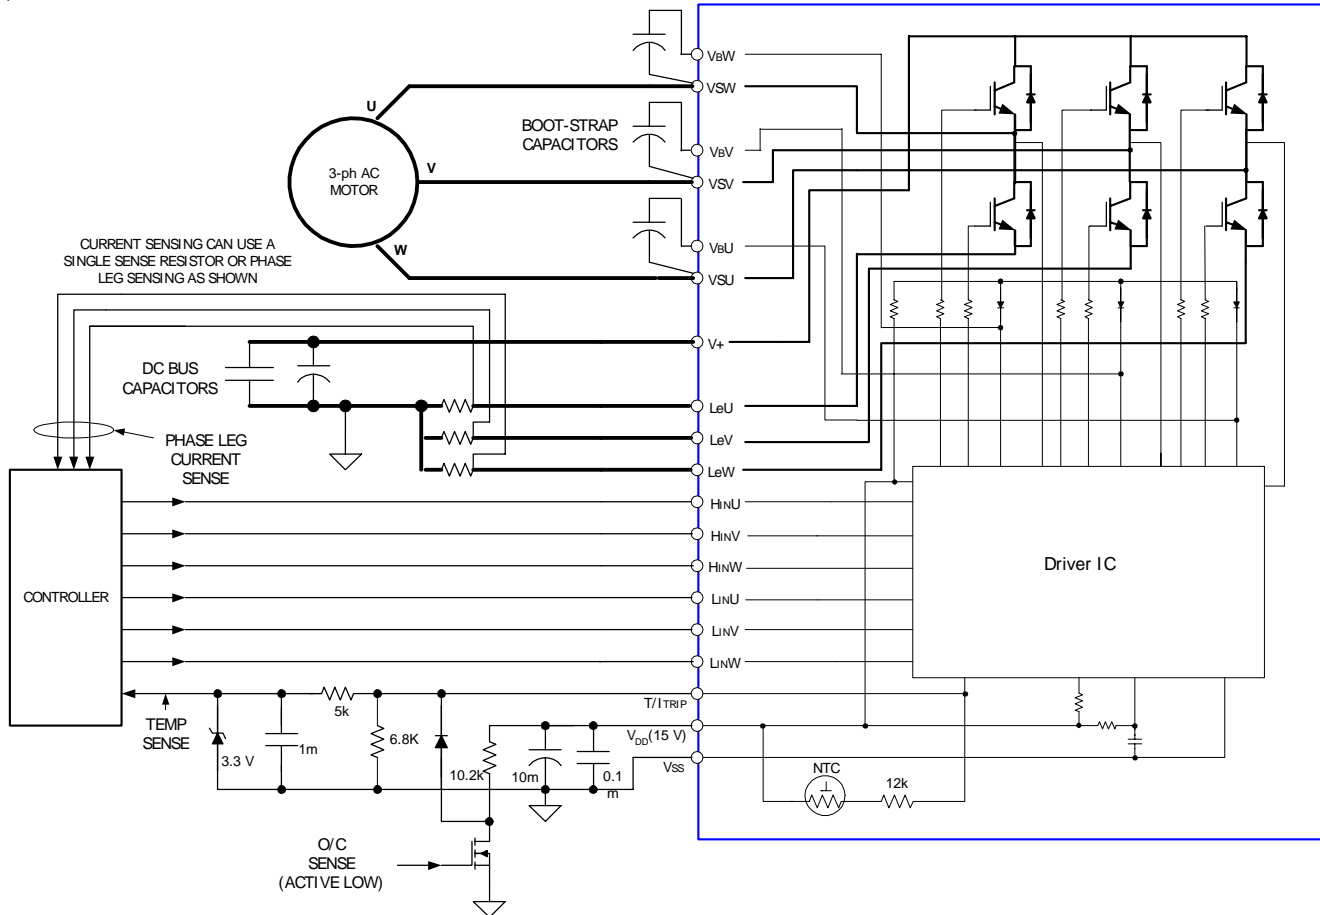 VBW
U
VSW
BOOT-STRAP
CAPACITORS
VBV
V
3-ph AC
MOTOR
VSV
W
VBU
CURRENT SENSING CAN USE A
SINGLE SENSE RESISTOR OR PHASE
LEG SENSING AS SHOWN
VSU
V+
DC BUS
CAPACITORS
LeU
PHASE LEG
CURRENT
SENSE
LeV
LeW
HINU
HINV
HINW
Driver IC
CONTROLLER
LINU
LINV
LINW
T/ITRIP
5k
TEMP
SENSE
3.3 V
1m
6.8K
10.2k
10m
0.1
m
VDD(15 V)
VSS
NTC
12k
O/C
SENSE
(ACTIVE LOW)